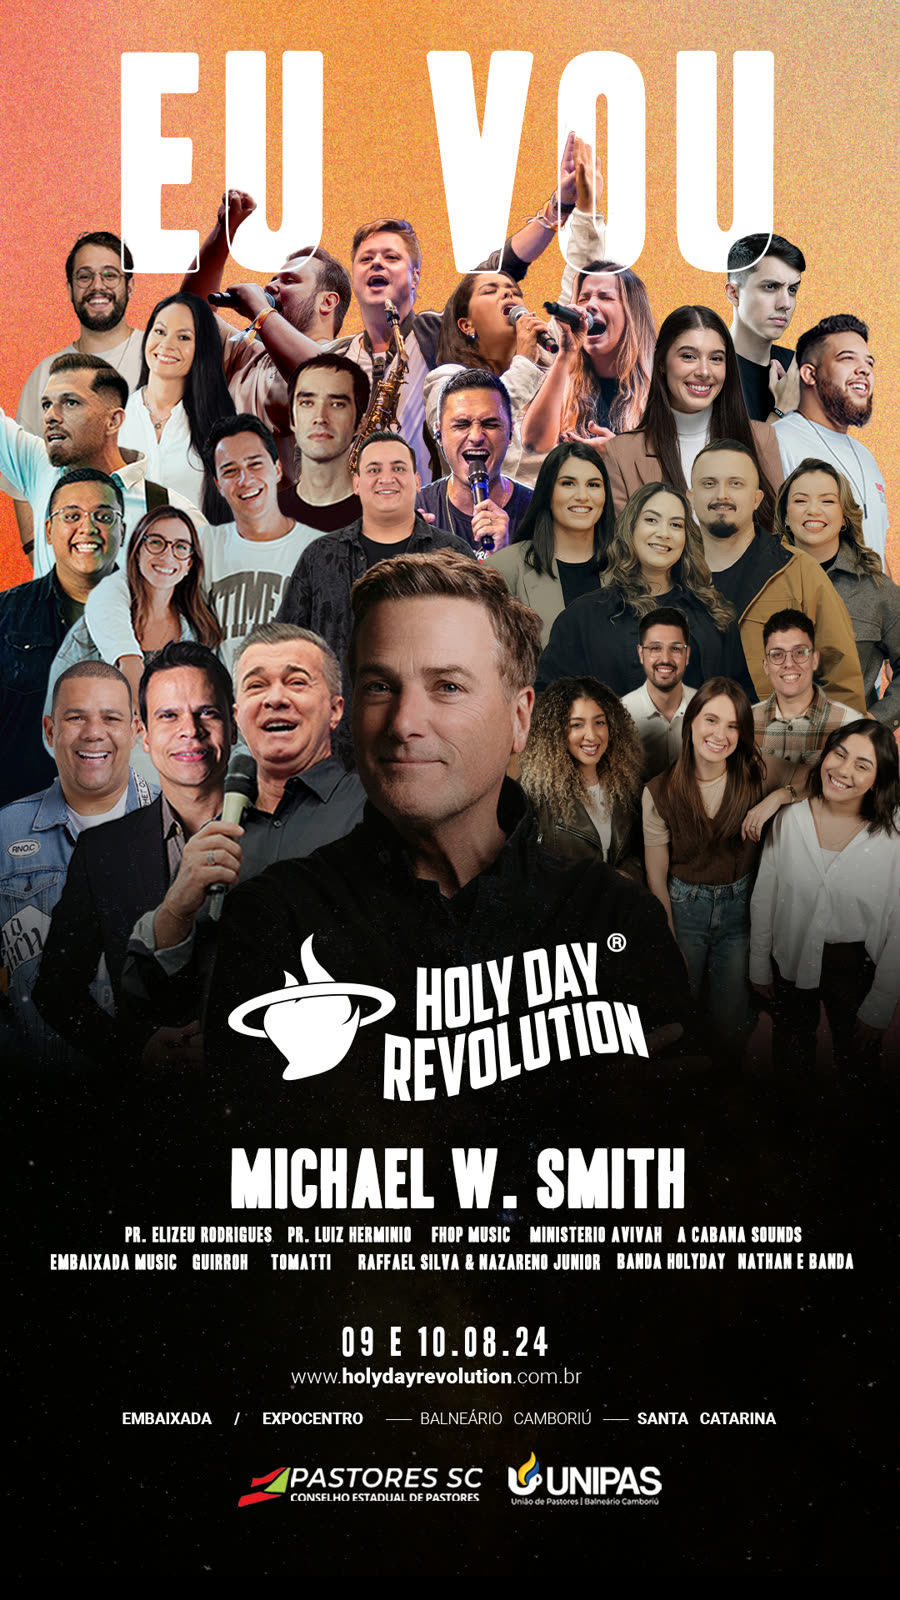 EU VOU
TIMES
RNO.C
HOLY DAY ®
REVOLUTION
MICHAEL W. SMITH
PR. ELIZEU RODRIGUES PR. LUIZ HERMINIO FHOP MUSIC MINISTERIO AVIVAH A CABANA SOUNDS
EMBAIXADA MUSIC GUIRROH TOMATTI RAFFAEL SILVA & NAZARENO JUNIOR BANDA HOLYDAY NATHAN E BANDA
09 E 10.08.24
www.holydayrevolution.com.br
EMBAIXADA / EXPOCENTRO — BALNEÁRIO CAMBORIÚ — SANTA CATARINA
PASTORES SC UNIPAS
CONSELHO ESTADUAL DE PASTORES União de Pastores | Balneário Camboriú